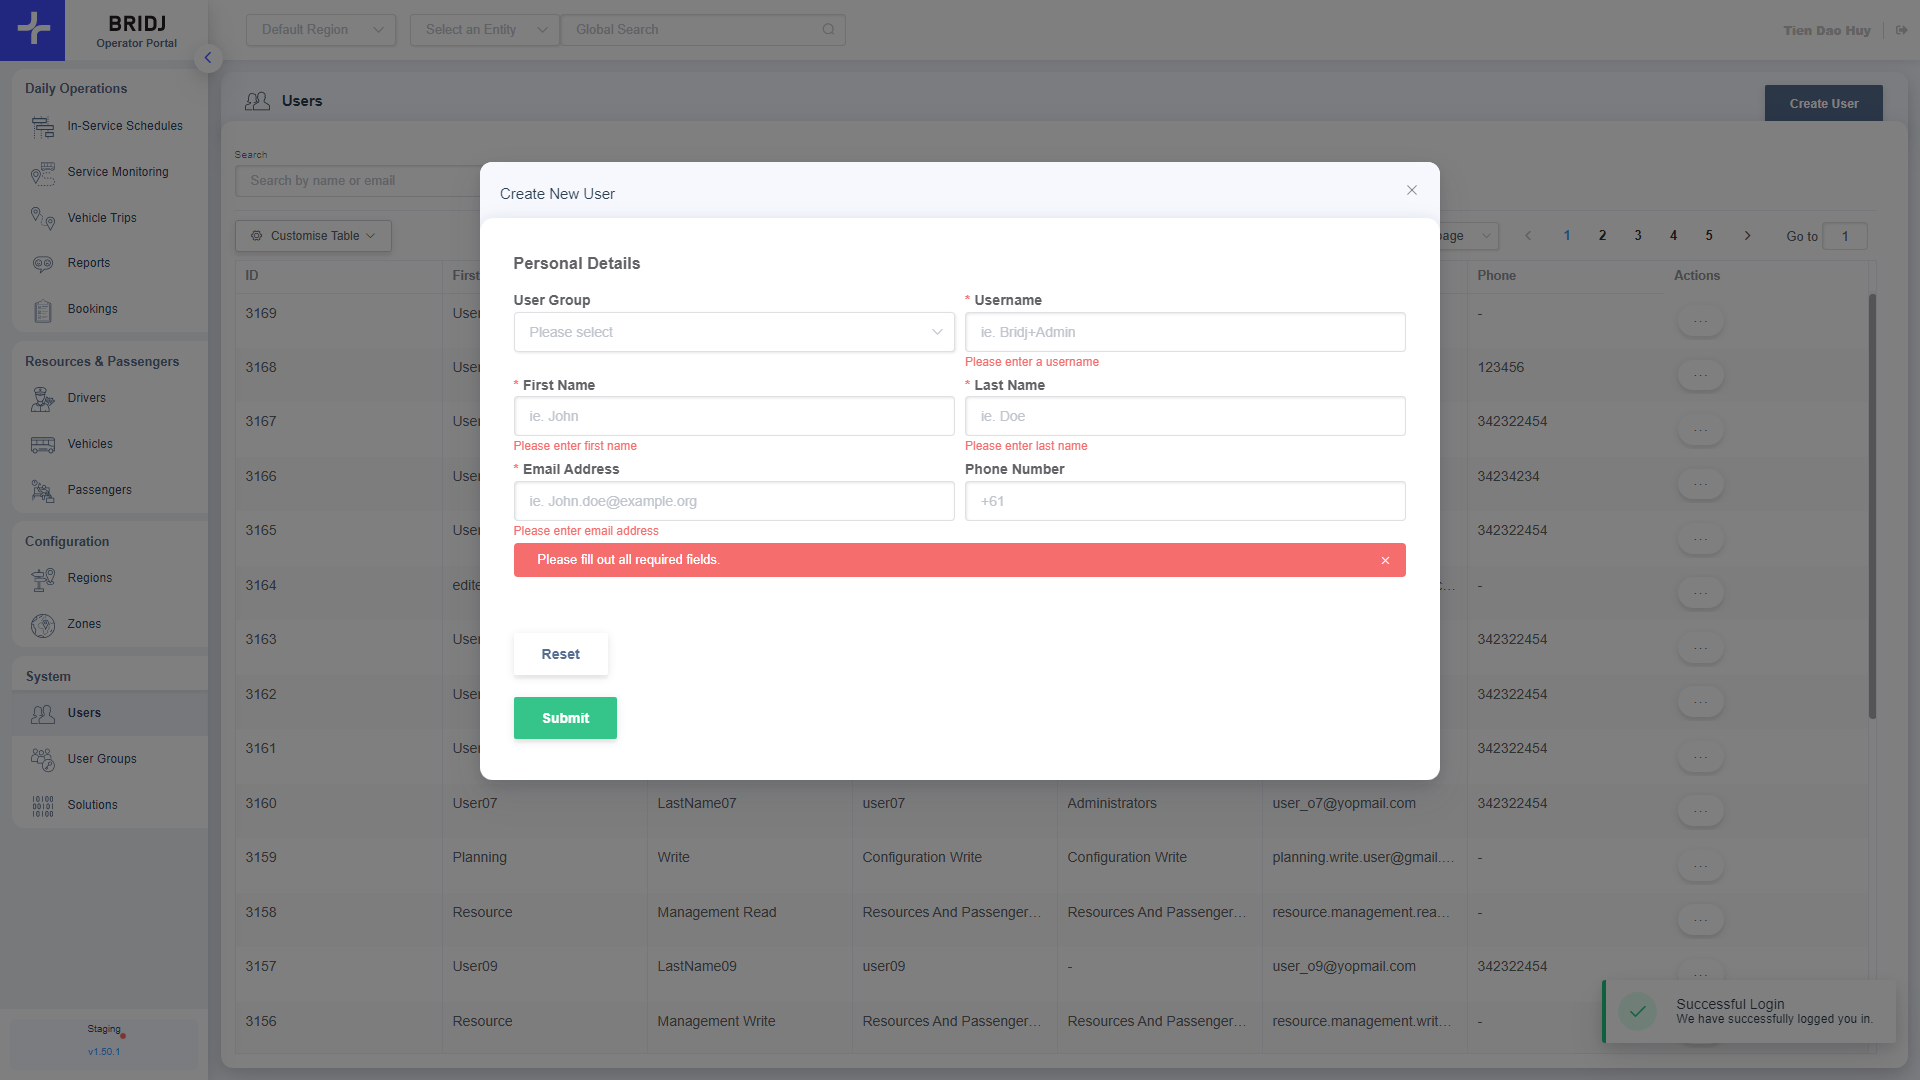 BRIDJ
Operator Portal
Default Region
Select an Entity
Global Search
Tien Dao Huy
Daily Operations
In-Service Schedules
Service Monitoring
Vehicle Trips
Reports
Bookings
Resources & Passengers
Drivers
Vehicles
Passengers
Configuration
Regions
Zones
System
Users
User Groups
Solutions
Staging
v1.50.1
Users
Create User
Search
Search by name or email
Customise Table
1 2 3 4 5
Go to 1
ID First Phone Actions
3169 User -
3168 User 123456
3167 User 342322454
3166 User 34234234
3165 User 342322454
3164 edite c... -
3163 User 342322454
3162 User 342322454
3161 User 342322454
3160 User07 LastName07 user07 Administrators user_o7@yopmail.com 342322454
3159 Planning Write Configuration Write Configuration Write planning.write.user@gmail.... -
3158 Resource Management Read Resources And Passenger... Resources And Passenger... resource.management.rea... -
3157 User09 LastName09 user09 - user_o9@yopmail.com 342322454
3156 Resource Management Write Resources And Passenger... Resources And Passenger... resource.management.writ... -
Create New User
Personal Details
User Group
Please select
* Username
ie. Bridj+Admin
Please enter a username
* First Name
ie. John
Please enter first name
* Last Name
ie. Doe
Please enter last name
* Email Address
ie. John.doe@example.org
Please enter email address
Phone Number
+61
Please fill out all required fields.
Reset
Submit
Successful Login
We have successfully logged you in.